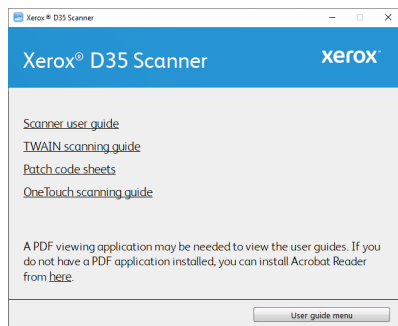 Xerox ® D35 Scanner
Xerox® D35 Scanner
xerox™
Scanner user guide
TWAIN scanning guide
Patch code sheets
OneTouch scanning guide
A PDF viewing application may be needed to view the user guides. If you
do not have a PDF application installed, you can install Acrobat Reader
from here.
User guide menu